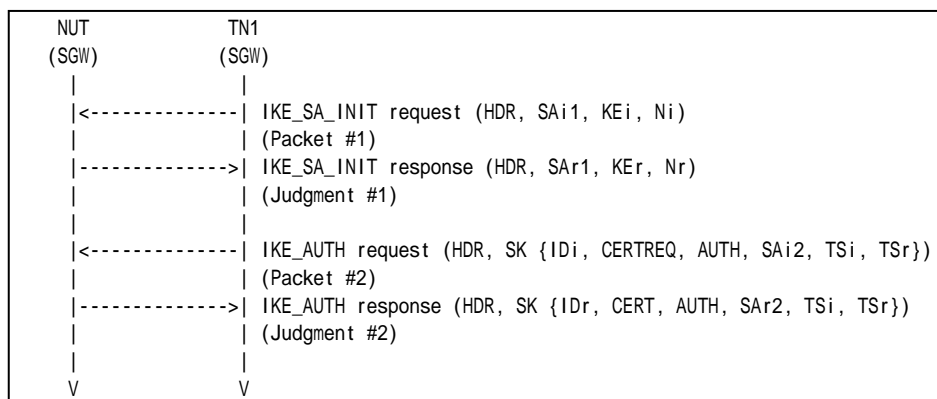 NUT TN1
(SGW) (SGW)
| |
|<--------------| IKE_SA_INIT request (HDR, SAi1, KEi, Ni)
| | (Packet #1)
|-------------->| IKE_SA_INIT response (HDR, SAr1, KEr, Nr)
| | (Judgment #1)
| |
|<--------------| IKE_AUTH request (HDR, SK {IDi, CERTREQ, AUTH, SAi2, TSi, TSr})
| | (Packet #2)
|-------------->| IKE_AUTH response (HDR, SK {IDr, CERT, AUTH, SAr2, TSi, TSr})
| | (Judgment #2)
| |
V V